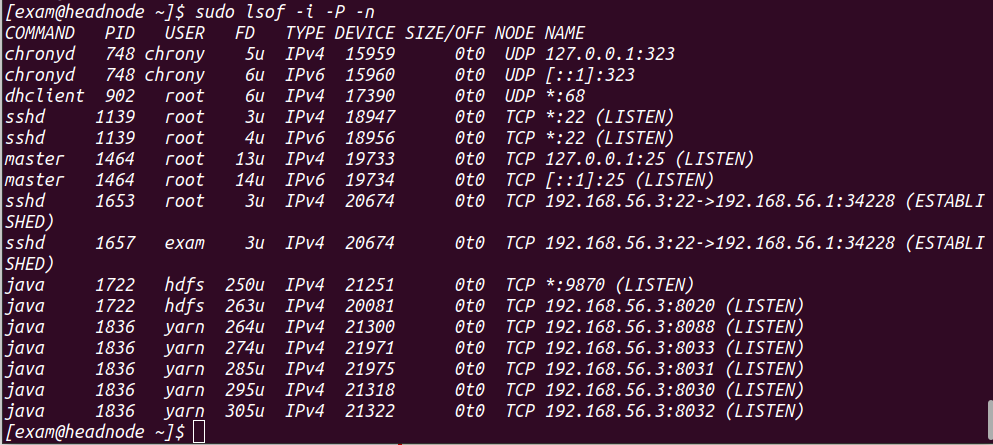 [exam@headnode ~]$ sudo lsof -i -P -n
COMMAND   PID   USER   FD   TYPE DEVICE SIZE/OFF NODE NAME
chronyd   748 chrony    5u  IPv4  15959      0t0  UDP 127.0.0.1:323
chronyd   748 chrony    6u  IPv6  15960      0t0  UDP [::1]:323
dhclient  902   root    6u  IPv4  17390      0t0  UDP *:68
sshd     1139   root    3u  IPv4  18947      0t0  TCP *:22 (LISTEN)
sshd     1139   root    4u  IPv6  18956      0t0  TCP *:22 (LISTEN)
master   1464   root   13u  IPv4  19733      0t0  TCP 127.0.0.1:25 (LISTEN)
master   1464   root   14u  IPv6  19734      0t0  TCP [::1]:25 (LISTEN)
sshd     1653   root    3u  IPv4  20674      0t0  TCP 192.168.56.3:22->192.168.56.1:34228 (ESTABLI
SHED)
sshd     1657   exam    3u  IPv4  20674      0t0  TCP 192.168.56.3:22->192.168.56.1:34228 (ESTABLI
SHED)
java     1722   hdfs  250u  IPv4  21251      0t0  TCP *:9870 (LISTEN)
java     1722   hdfs  263u  IPv4  20081      0t0  TCP 192.168.56.3:8020 (LISTEN)
java     1836   yarn  264u  IPv4  21300      0t0  TCP 192.168.56.3:8088 (LISTEN)
java     1836   yarn  274u  IPv4  21971      0t0  TCP 192.168.56.3:8033 (LISTEN)
java     1836   yarn  285u  IPv4  21975      0t0  TCP 192.168.56.3:8031 (LISTEN)
java     1836   yarn  295u  IPv4  21318      0t0  TCP 192.168.56.3:8030 (LISTEN)
java     1836   yarn  305u  IPv4  21322      0t0  TCP 192.168.56.3:8032 (LISTEN)
[exam@headnode ~]$